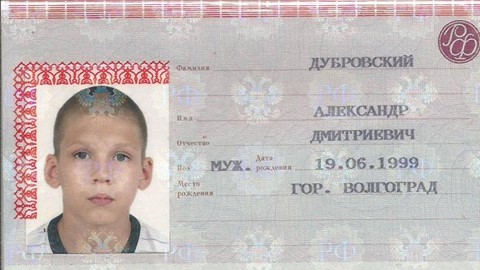 РФ
Фамилия ДУБРОВСКИЙ
Имя АЛЕКСАНДР
Отчество ДМИТРИЕВИЧ
Пол МУЖ. Дата рождения 19.06.1999
Место рождения ГОР. ВОЛГОГРАД